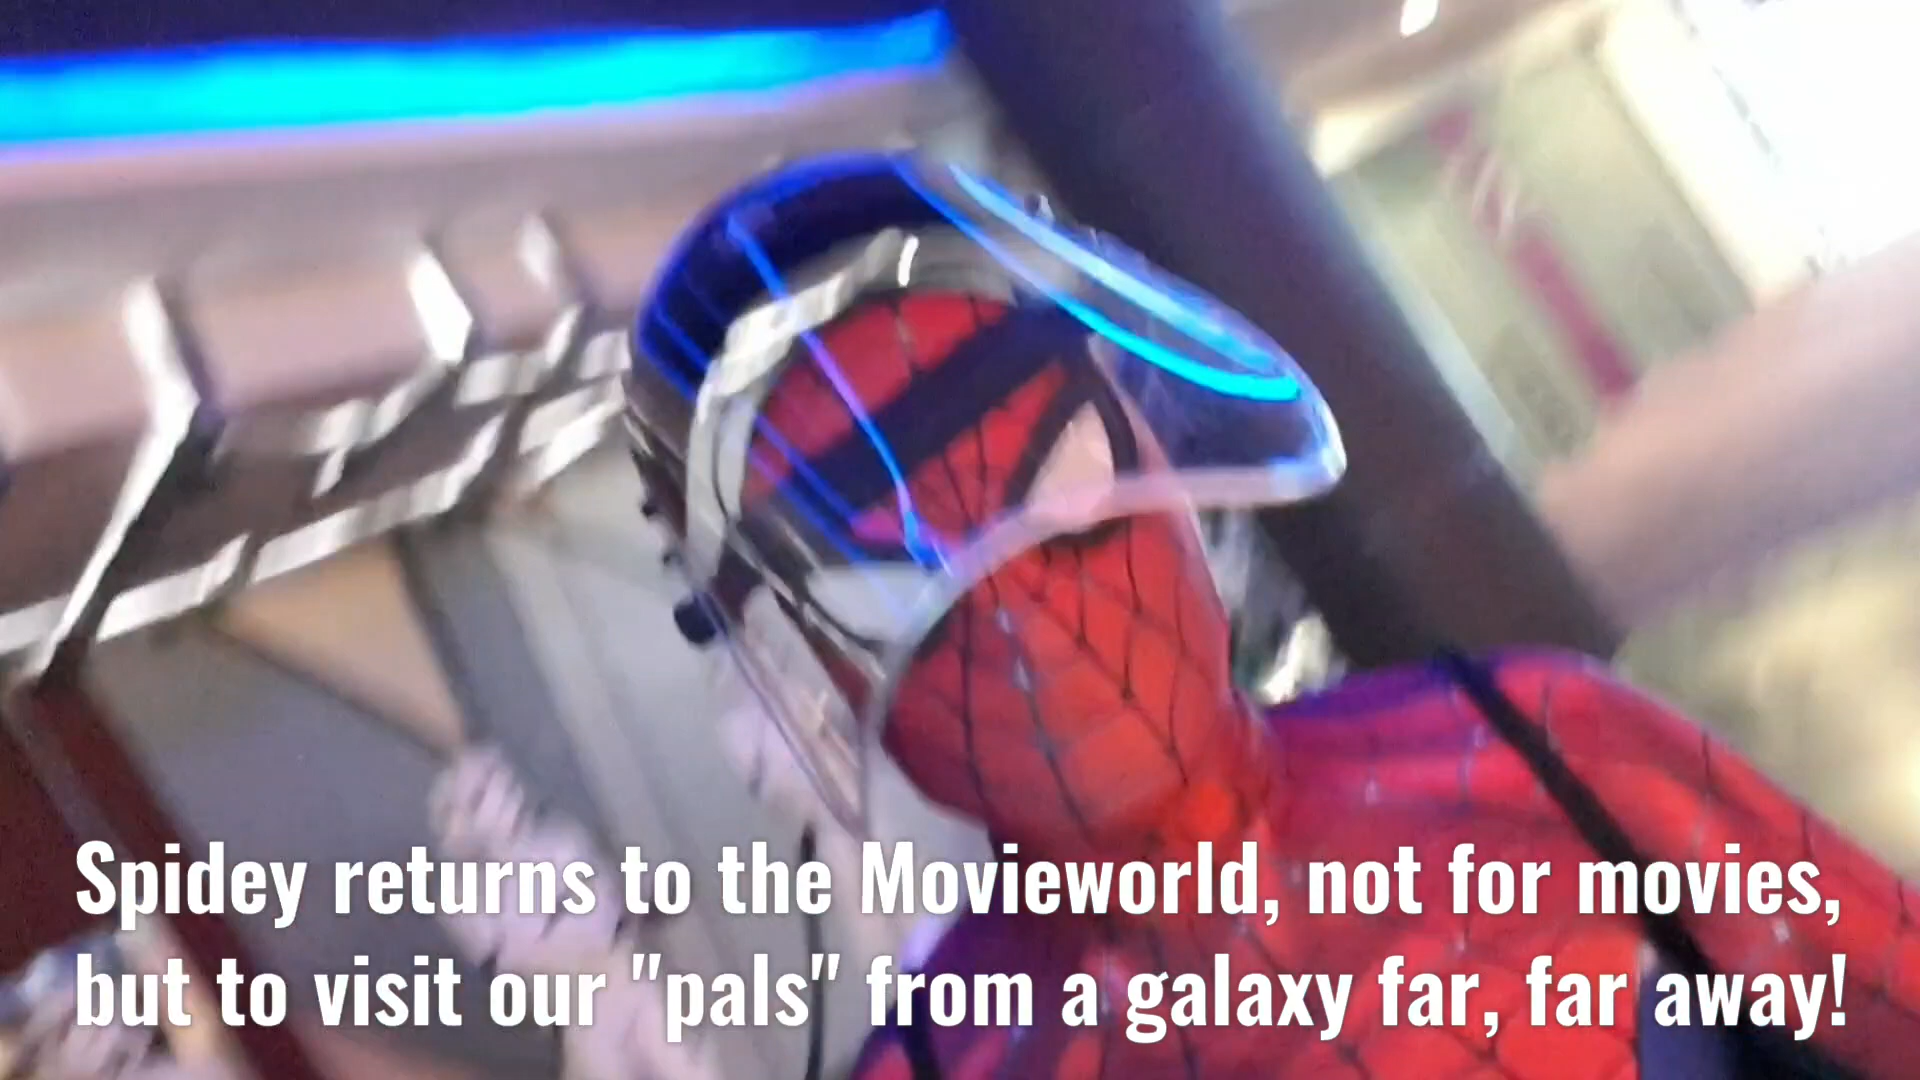 Spidey returns to the Movieworld, not for movies,
but to visit our "pals" from a galaxy far, far away!